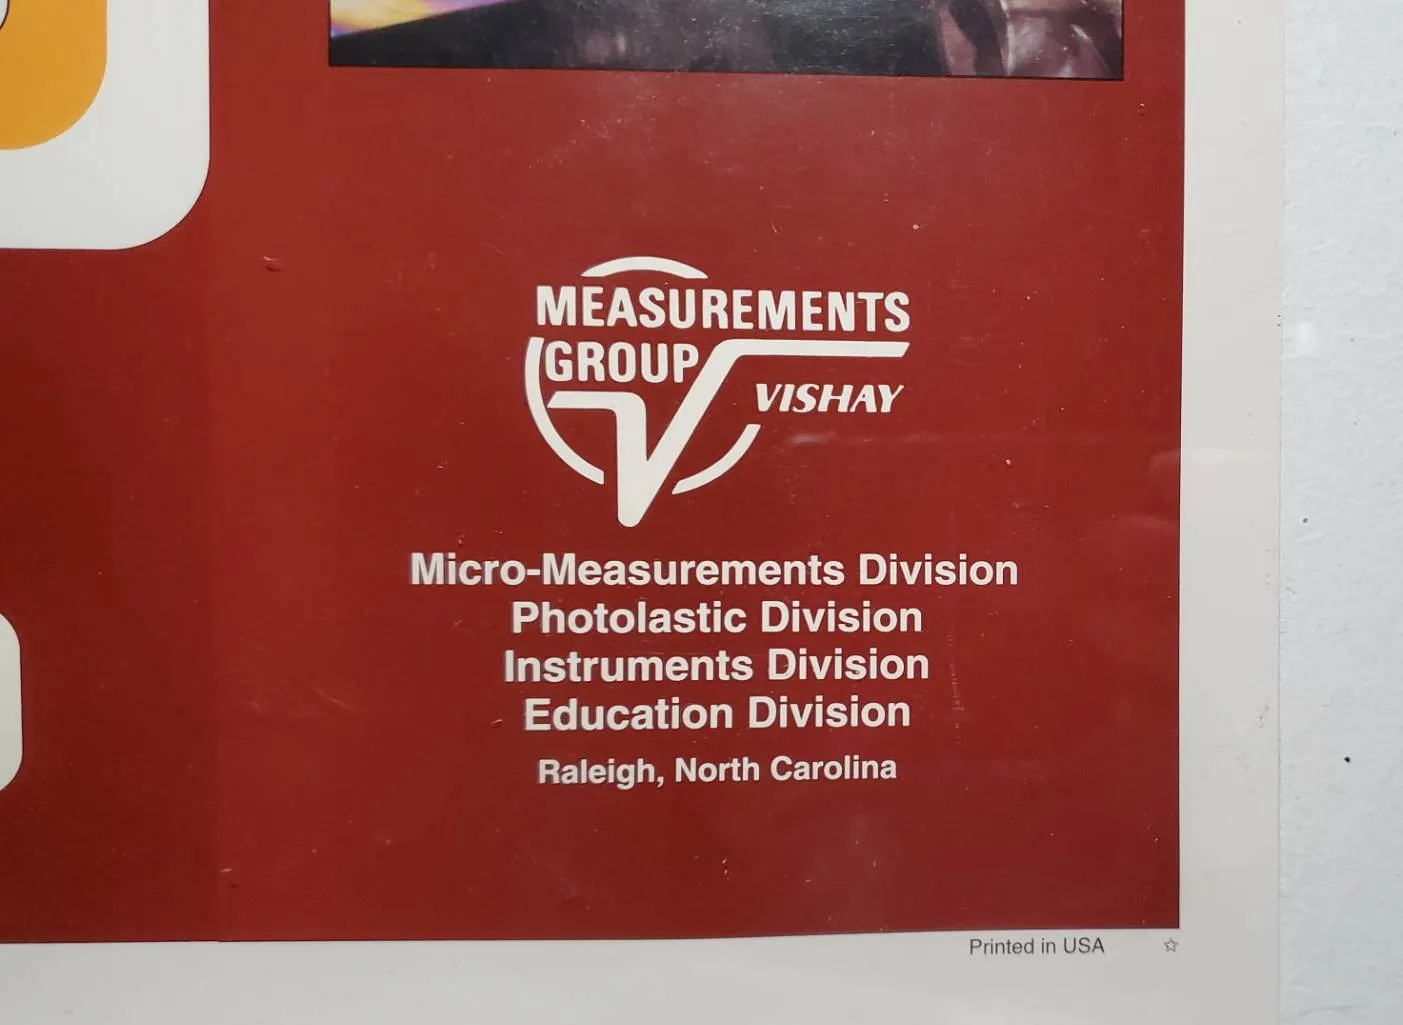 MEASUREMENTS
GROUP
VISHAY
Micro-Measurements Division
Photolastic Division
Instruments Division
Education Division
Raleigh, North Carolina
Printed in USA